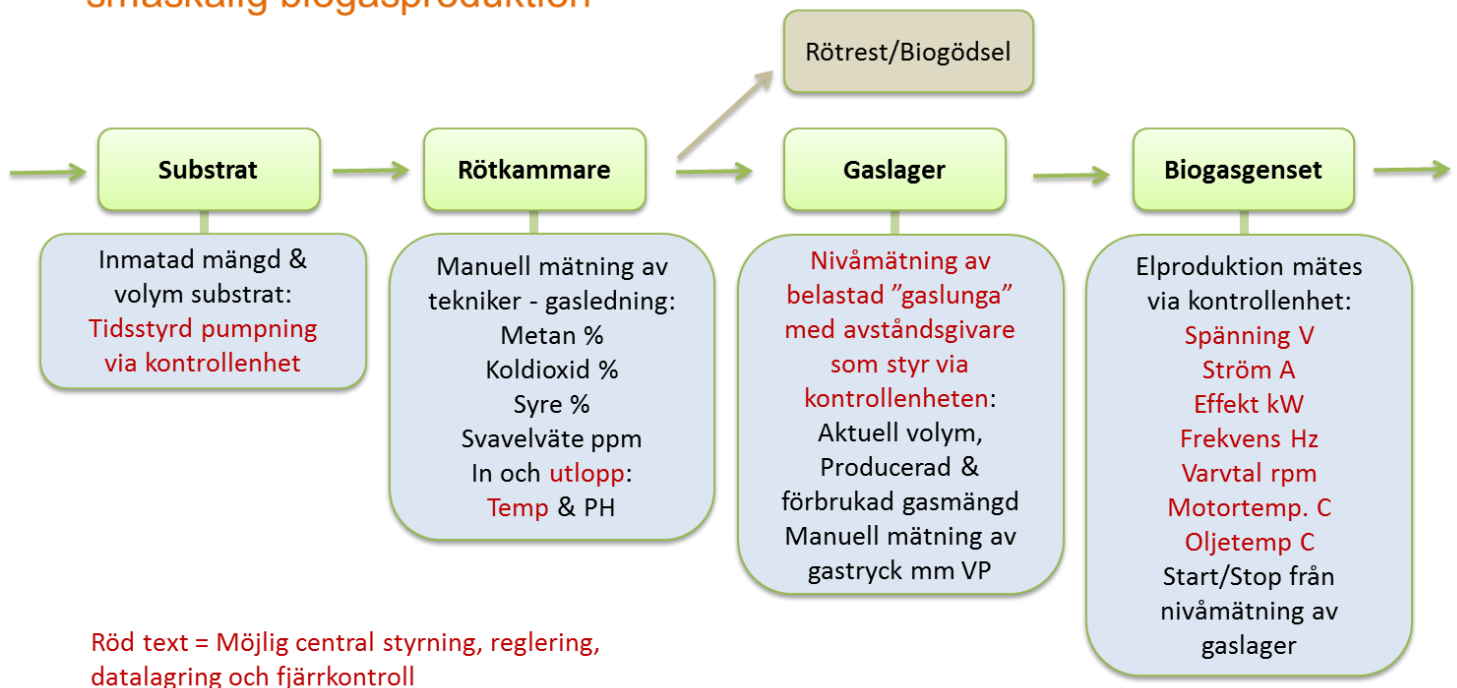 småskalig biogasproduktion
Rötrest/Biogödsel
Substrat
Rötkammare
Gaslager
Biogasgenset
Inmatad mängd &
volym substrat:
Tidsstyrd pumpning
via kontrollenhet
Manuell mätning av
tekniker - gasledning:
Metan %
Koldioxid %
Syre %
Svavelväte ppm
In och utlopp:
Temp & PH
Nivåmätning av
belastad ”gaslunga”
med avståndsgivare
som styr via
kontrollenheten:
Aktuell volym,
Producerad &
förbrukad gasmängd
Manuell mätning av
gastryck mm VP
Elproduktion mätes
via kontrollenhet:
Spänning V
Ström A
Effekt kW
Frekvens Hz
Varvtal rpm
Motortemp. C
Oljetemp C
Start/Stop från
nivåmätning av
gaslager
Röd text = Möjlig central styrning, reglering,
datalagring och fjärrkontroll